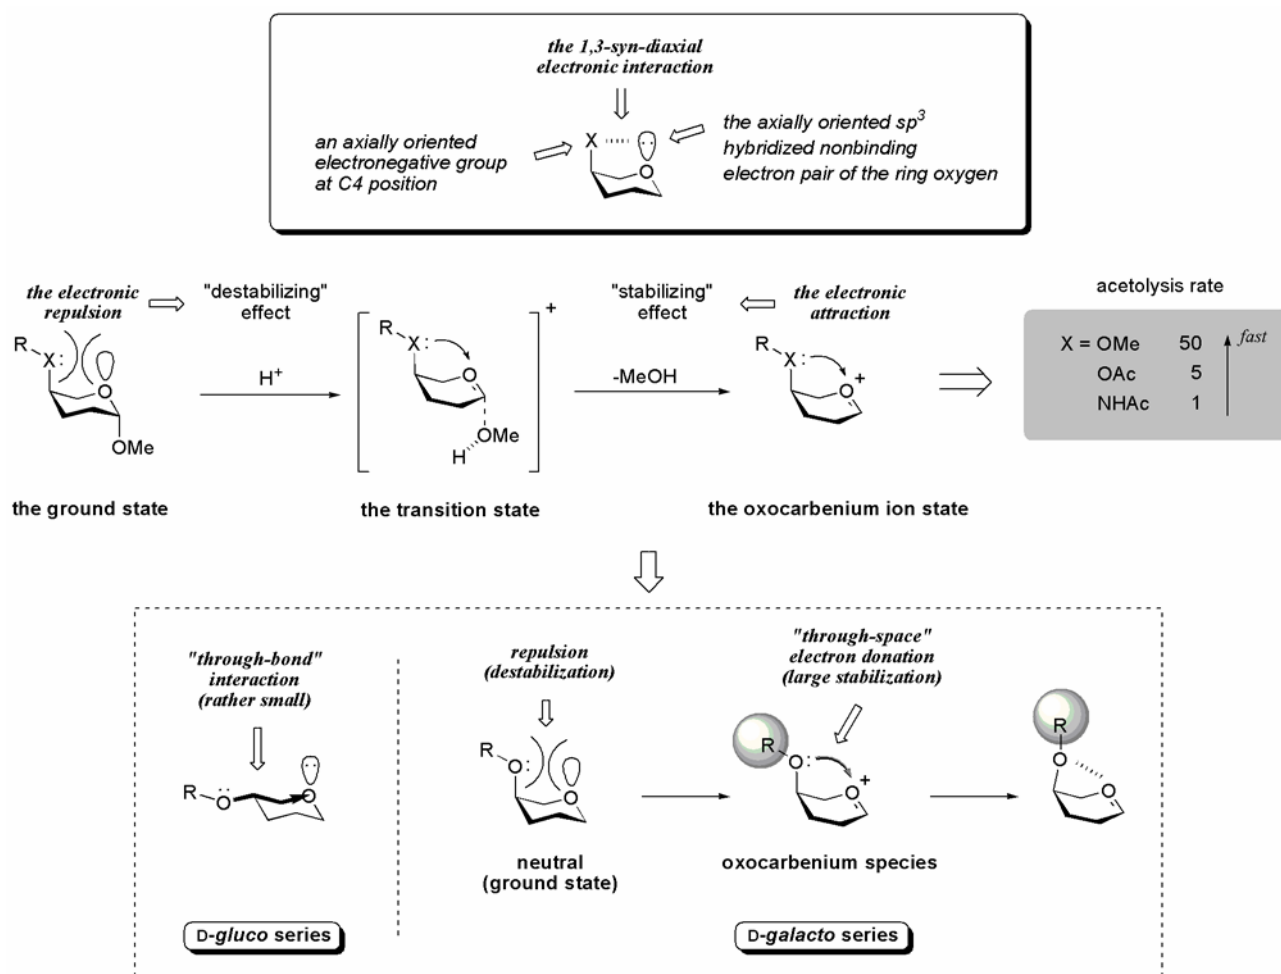 the 1,3-syn-diaxial
electronic interaction
an axially oriented
electronegative group
at C4 position
X
O
the axially oriented sp3
hybridized nonbinding
electron pair of the ring oxygen
the electronic
repulsion
"destabilizing"
effect
"stabilizing"
effect
the electronic
attraction
acetolysis rate
R
X:
O
OMe
H+
+
R
X:
O
OMe
H
-MeOH
R
X:
O
+
X = OMe 50
OAc 5
NHAc 1
fast
the ground state
the transition state
the oxocarbenium ion state
"through-bond"
interaction
(rather small)
repulsion
(destabilization)
"through-space"
electron donation
(large stabilization)
R
O
O
R
O:
O
R
O:
O
+
R
O
O
neutral
(ground state)
oxocarbenium species
D-gluco series
D-galacto series